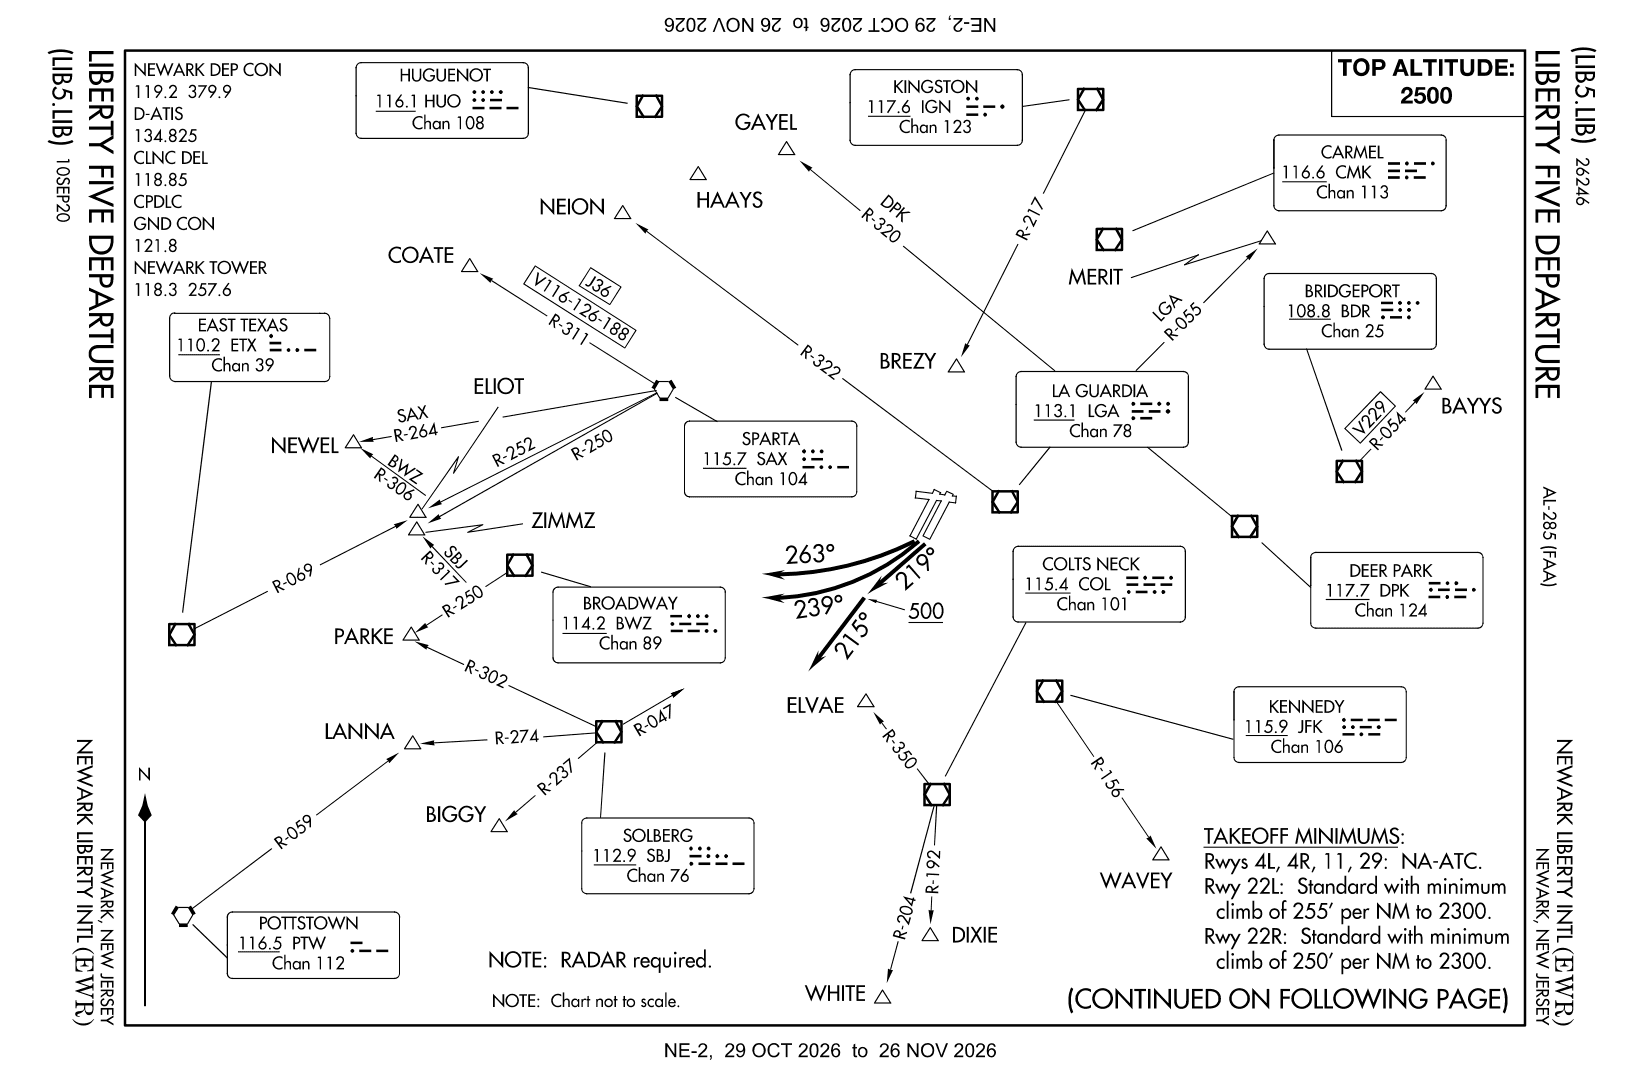 NE-2, 29 OCT 2026 to 26 NOV 2026
(LIB5.LIB) 10SEP20
LIBERTY FIVE DEPARTURE
NEWARK LIBERTY INTL (EWR)
NEWARK, NEW JERSEY
(LIB5.LIB) 26246
LIBERTY FIVE DEPARTURE
AL-285 (FAA)
NEWARK LIBERTY INTL (EWR)
NEWARK, NEW JERSEY
NEWARK DEP CON
119.2 379.9
D-ATIS
134.825
CLNC DEL
118.85
CPDLC
GND CON
121.8
NEWARK TOWER
118.3 257.6
TOP ALTITUDE:
2500
HUGUENOT
116.1 HUO
Chan 108
KINGSTON
117.6 IGN
Chan 123
GAYEL
HAAYS
NEION
COATE
CARMEL
116.6 CMK
Chan 113
MERIT
BRIDGEPORT
108.8 BDR
Chan 25
DPK
R-320
R-217
LGA
R-055
J36
V116-126-188
R-311
R-322
EAST TEXAS
110.2 ETX
Chan 39
BREZY
LA GUARDIA
113.1 LGA
Chan 78
V229
R-054
BAYYS
ELIOT
SAX
R-264
NEWEL
R-252
R-250
BWZ
R-306
SPARTA
115.7 SAX
Chan 104
ZIMMZ
SBJ
R-317
R-069
R-250
BROADWAY
114.2 BWZ
Chan 89
263°
239°
219°
215°
500
COLTS NECK
115.4 COL
Chan 101
DEER PARK
117.7 DPK
Chan 124
PARKE
R-302
R-047
LANNA
R-274
R-237
BIGGY
ELVAE
R-350
KENNEDY
115.9 JFK
Chan 106
R-156
WAVEY
N
R-059
SOLBERG
112.9 SBJ
Chan 76
R-192
R-204
DIXIE
WHITE
POTTSTOWN
116.5 PTW
Chan 112
NOTE: RADAR required.
NOTE: Chart not to scale.
TAKEOFF MINIMUMS:
Rwys 4L, 4R, 11, 29: NA-ATC.
Rwy 22L: Standard with minimum
climb of 255' per NM to 2300.
Rwy 22R: Standard with minimum
climb of 250' per NM to 2300.
(CONTINUED ON FOLLOWING PAGE)
NE-2, 29 OCT 2026 to 26 NOV 2026